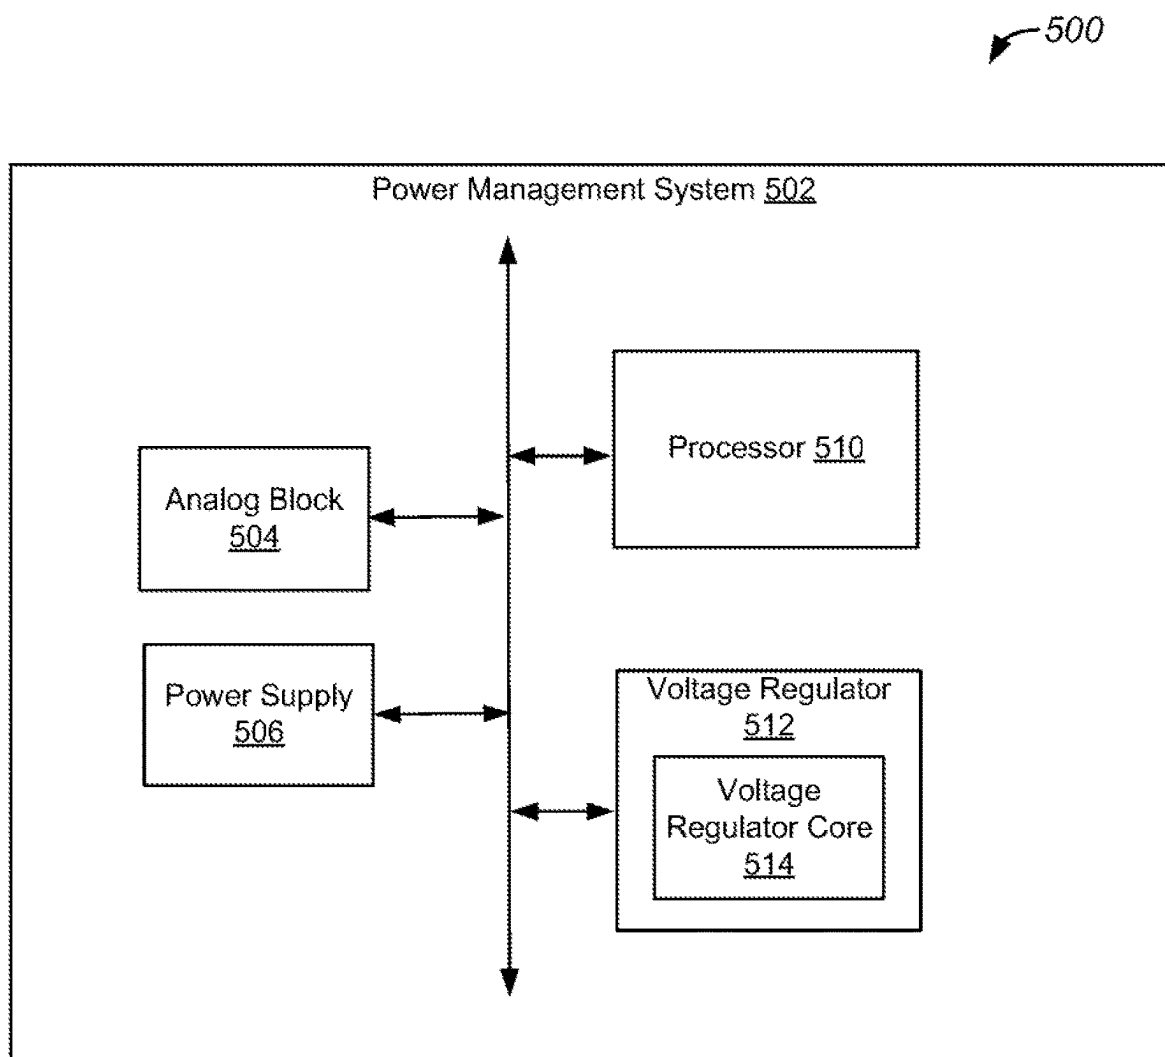 500
Power Management System 502
Processor 510
Analog Block
504
Power Supply
506
Voltage Regulator
512
Voltage
Regulator Core
514